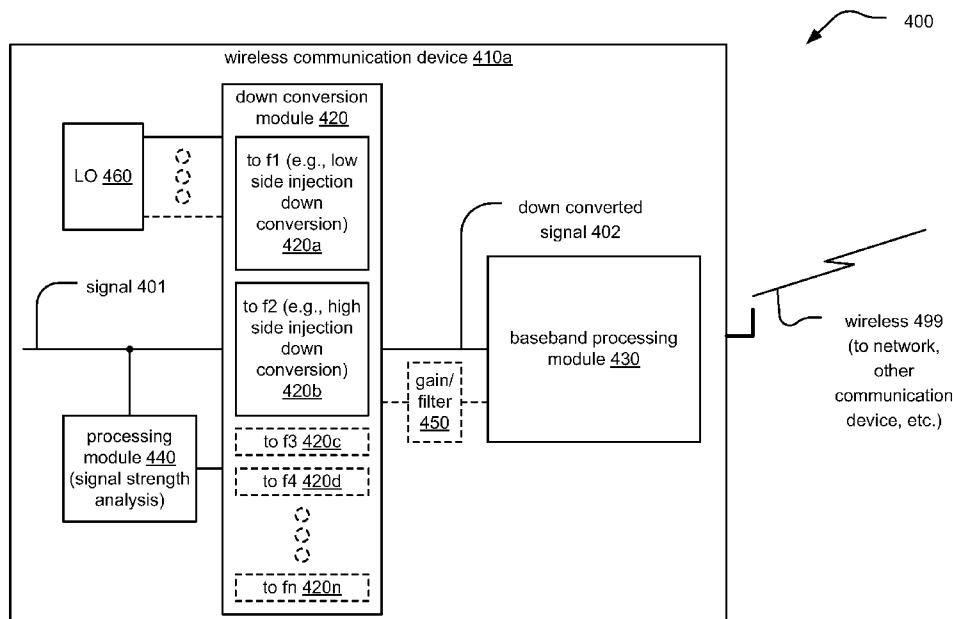 400
wireless communication device 410a
down conversion
module 420
LO 460
to f1 (e.g., low
side injection
down
conversion)
420a
down converted
signal 402
signal 401
to f2 (e.g., high
side injection
down
conversion)
420b
baseband processing
module 430
wireless 499
(to network,
other
communication
device, etc.)
gain/
filter
450
processing
module 440
(signal strength
analysis)
to f3 420c
to f4 420d
to fn 420n